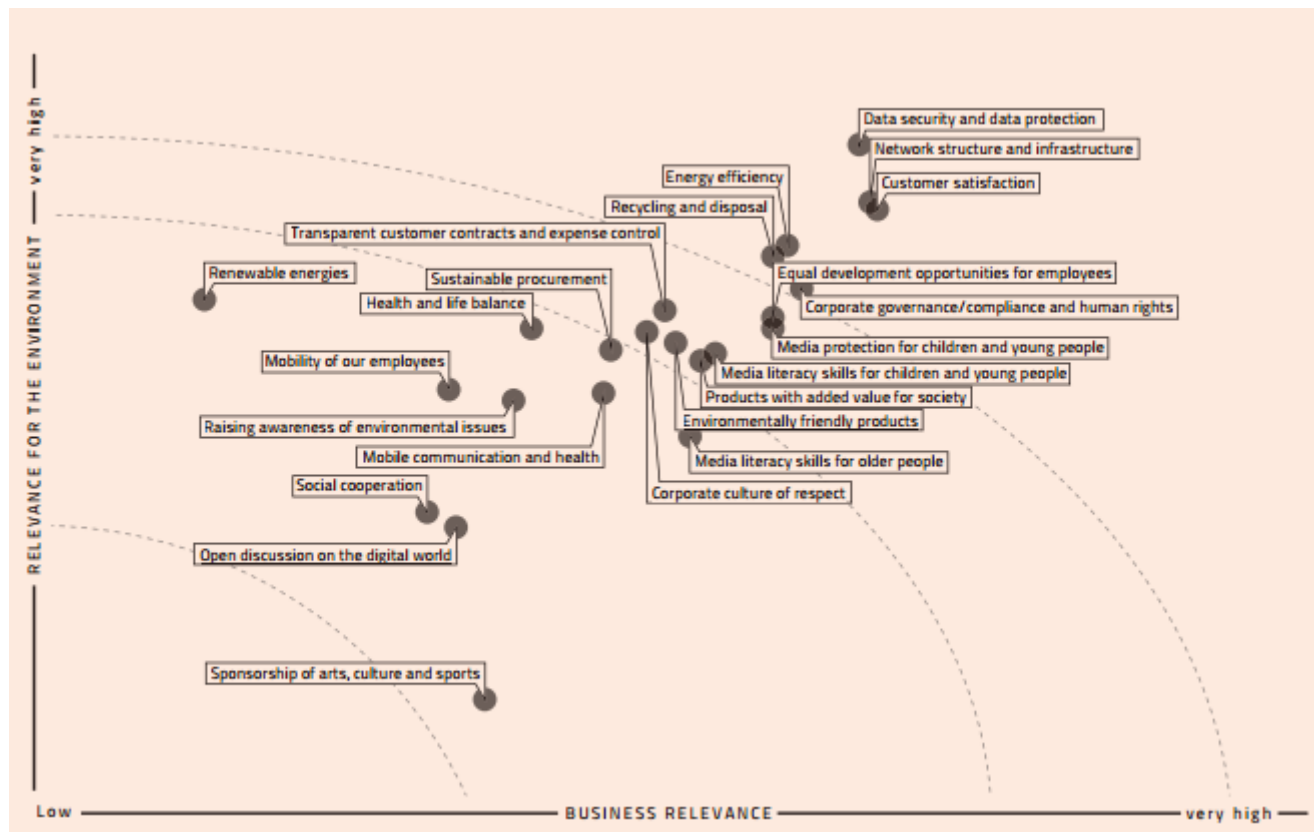 RELEVANCE FOR THE ENVIRONMENT
very high
Data security and data protection
Network structure and infrastructure
Energy efficiency
Customer satisfaction
Recycling and disposal
Transparent customer contracts and expense control
Renewable energies
Sustainable procurement
Equal development opportunities for employees
Health and life balance
Corporate governance/compliance and human rights
Media protection for children and young people
Mobility of our employees
Media literacy skills for children and young people
Products with added value for society
Environmentally friendly products
Raising awareness of environmental issues
Mobile communication and health
Media literacy skills for older people
Social cooperation
Corporate culture of respect
Open discussion on the digital world
Sponsorship of arts, culture and sports
Low
BUSINESS RELEVANCE
very high